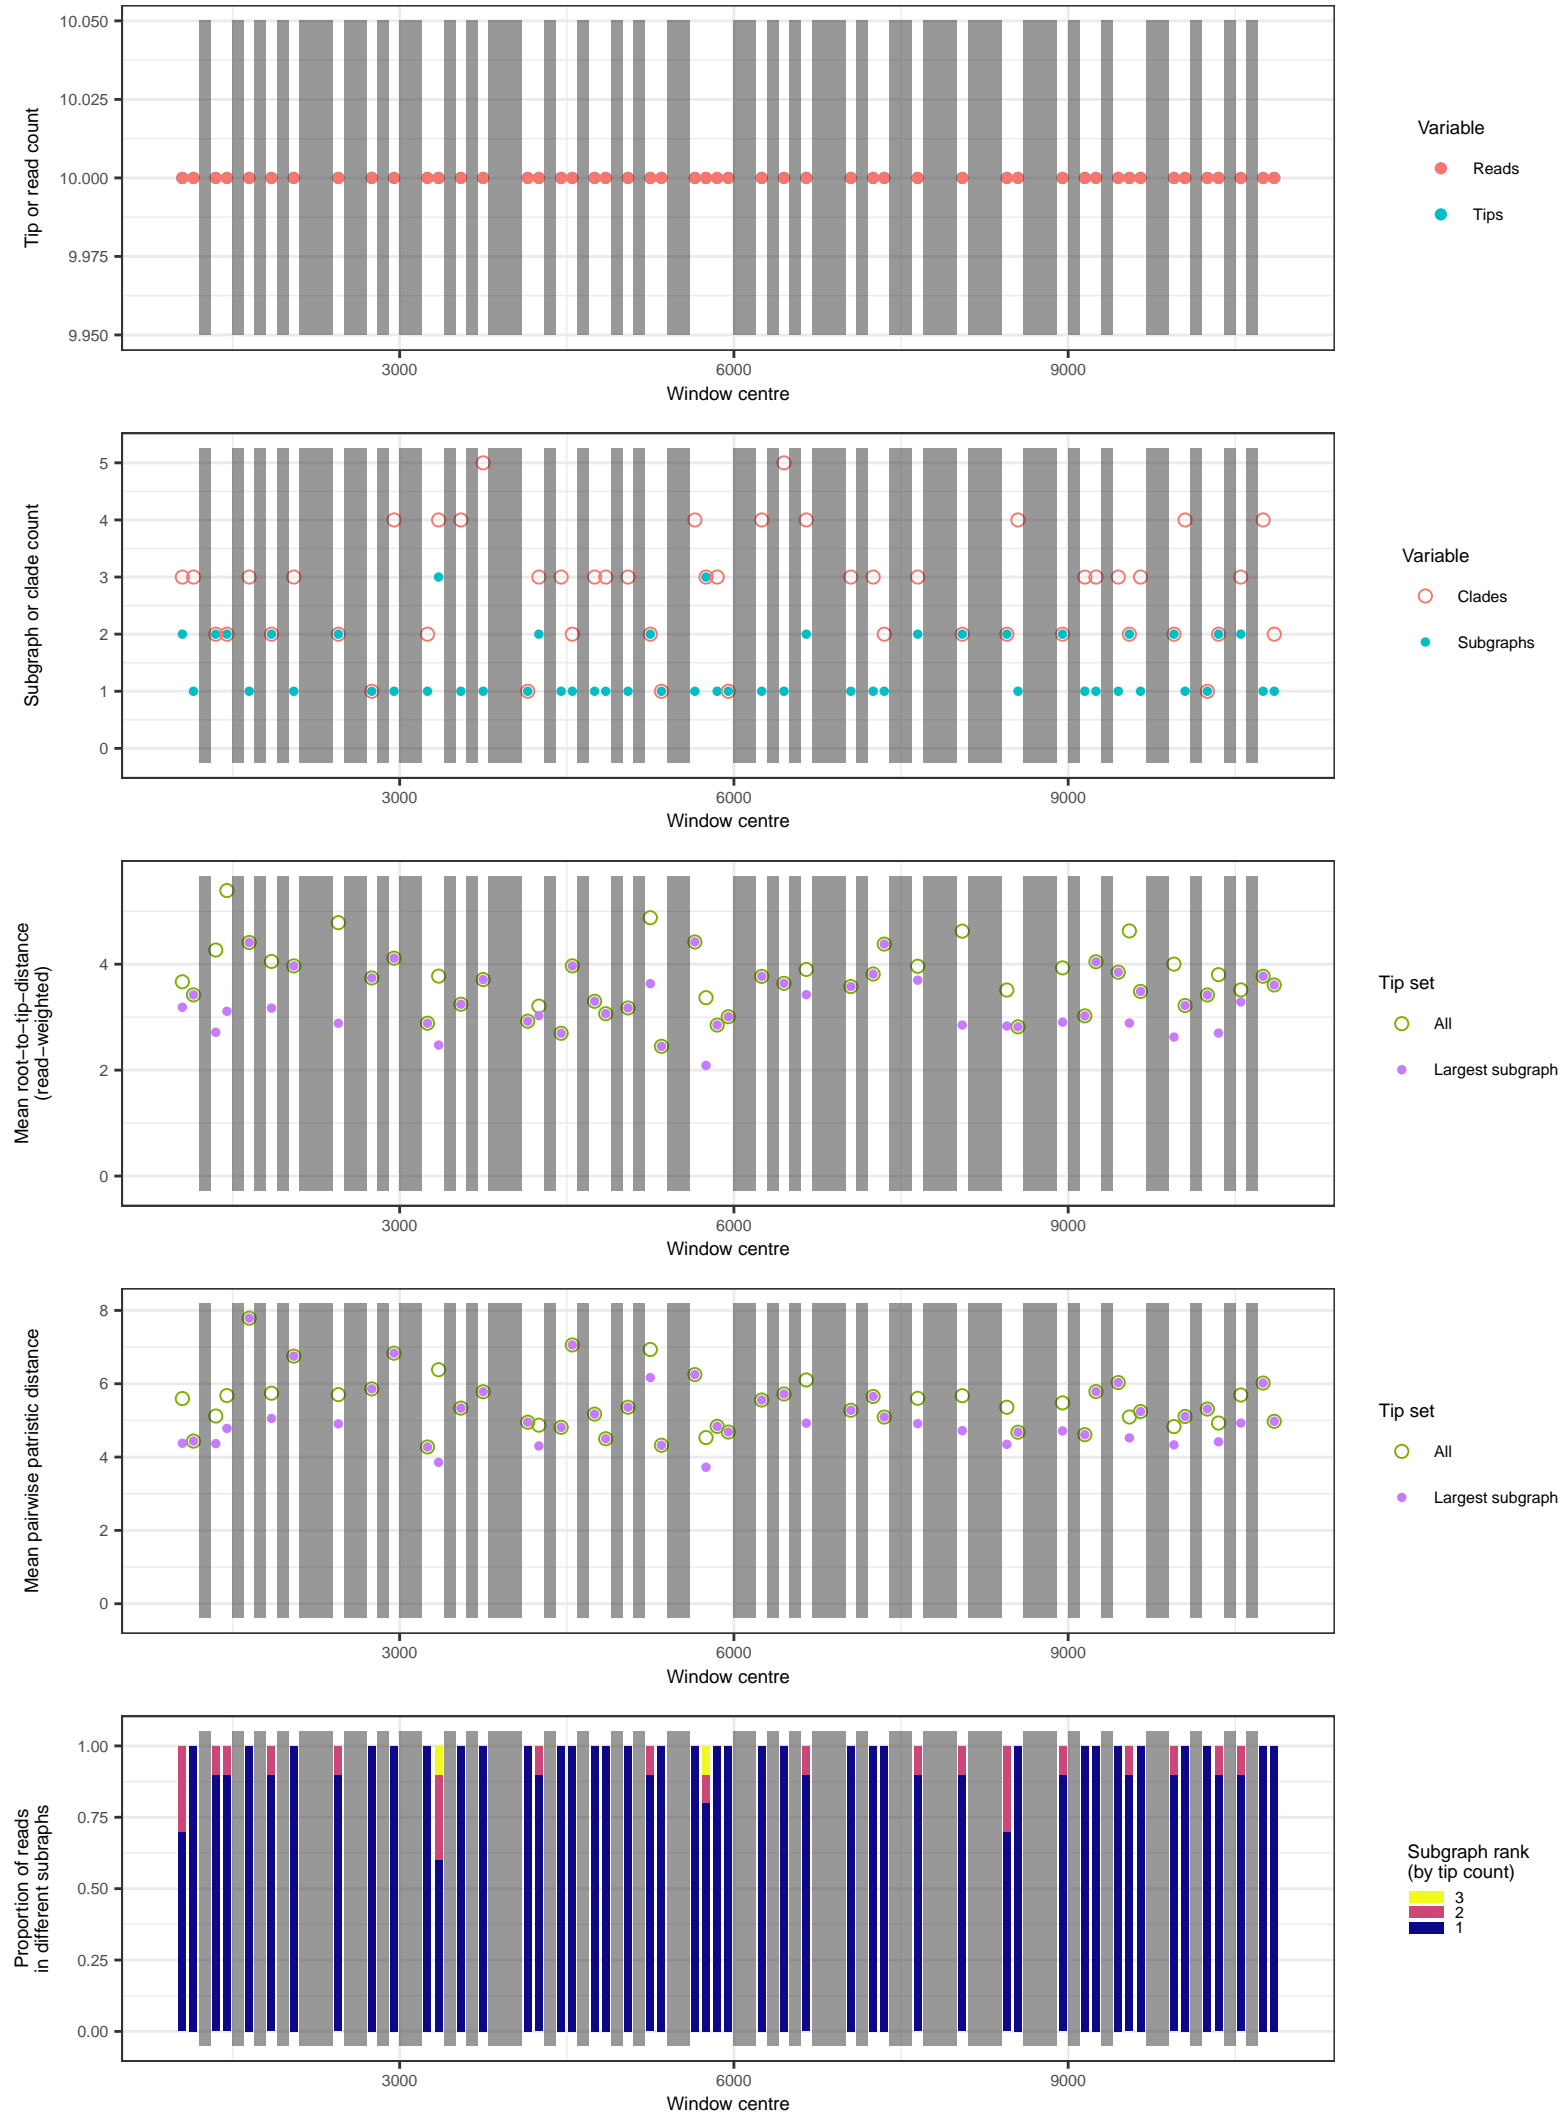 10.050
10.025
10.000
9.975
9.950
Tip or read count
3000
6000
9000
Window centre
Variable
Reads
Tips
5
4
3
2
1
0
Subgraph or clade count
3000
6000
9000
Window centre
Variable
Clades
Subgraphs
4
2
0
Mean root−to−tip−distance
(read−weighted)
3000
6000
9000
Window centre
Tip set
All
Largest subgraph
8
6
4
2
0
Mean pairwise patristic distance
3000
6000
9000
Window centre
Tip set
All
Largest subgraph
1.00
0.75
0.50
0.25
0.00
Proportion of reads
in different subraphs
3000
6000
9000
Window centre
Subgraph rank
(by tip count)
3
2
1